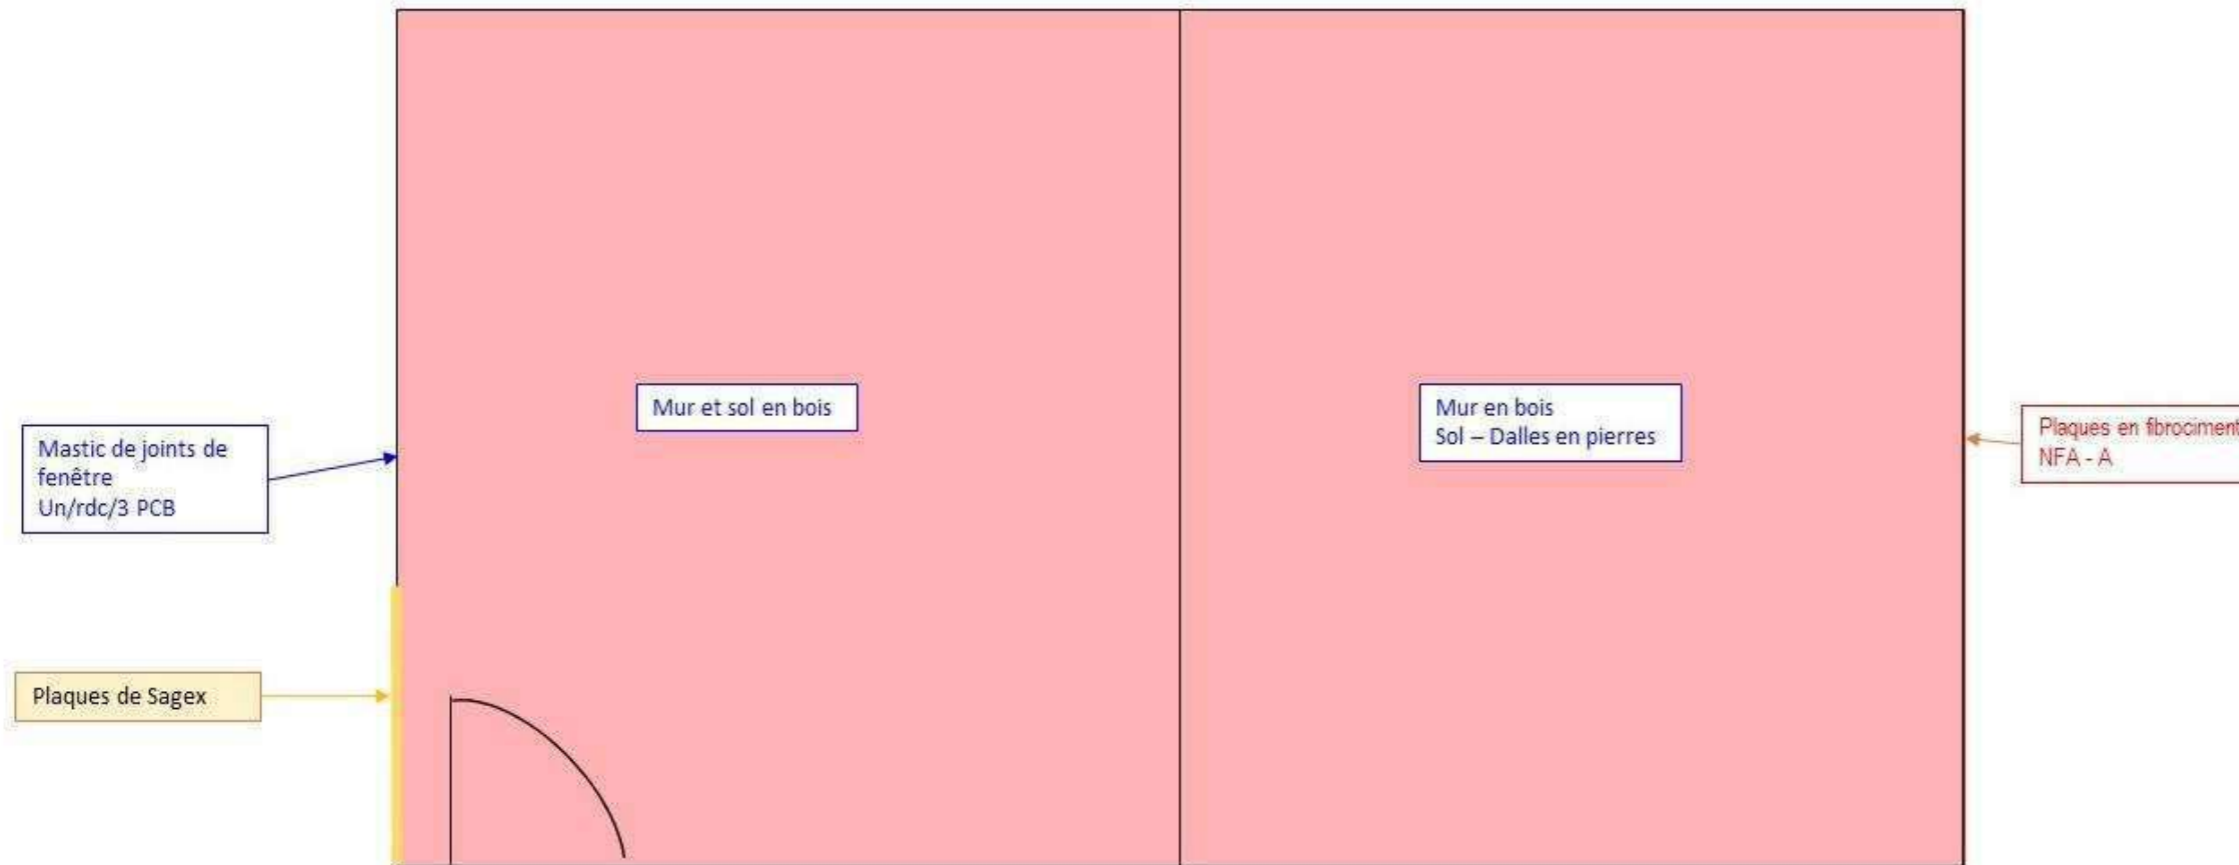 Mur et sol en bois
Mur en bois
Sol – Dalles en pierres
Mastic de joints de
fenêtre
Un/rdc/3 PCB
Plaques en fibrociment
NFA - A
Plaques de Sagex